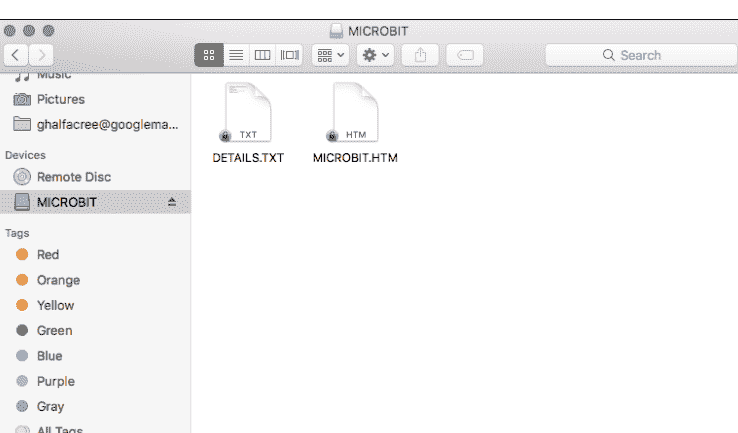 MICROBIT
Search
Music
Pictures
ghalfacree@googlema...
Devices
Remote Disc
MICROBIT
Tags
Red
Orange
Yellow
Green
Blue
Purple
Gray
All Tags
TXT
HTM
DETAILS.TXT
MICROBIT.HTM